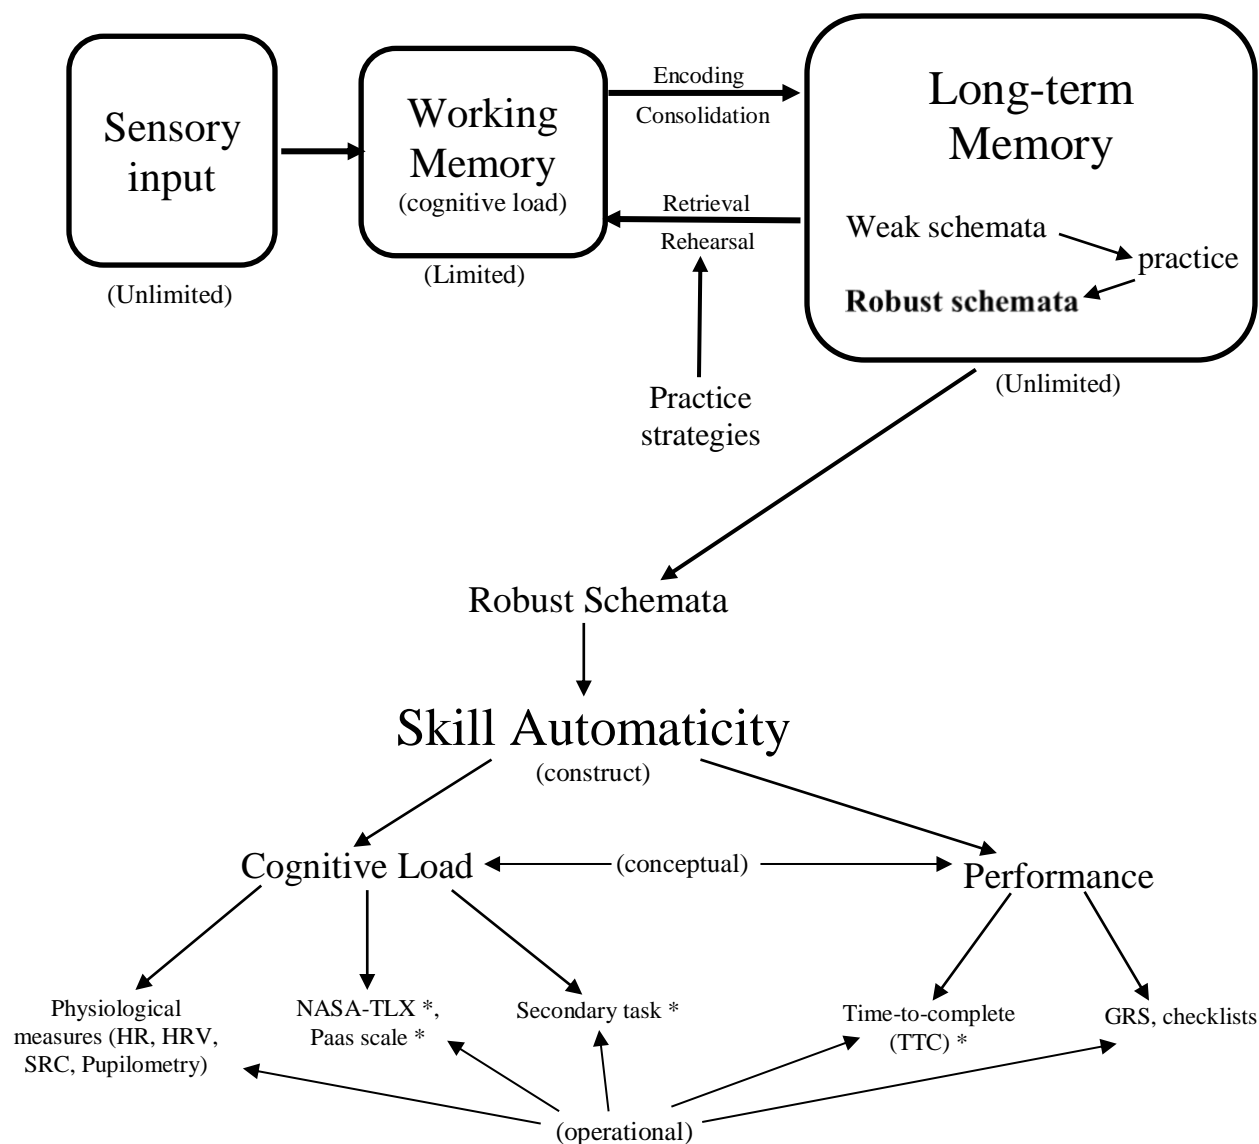 Sensory
input
(Unlimited)
Working
Memory
(cognitive load)
(Limited)
Encoding
Consolidation
Retrieval
Rehearsal
Practice
strategies
Long-term
Memory
Weak schemata
practice
Robust schemata
(Unlimited)
Robust Schemata
Skill Automaticity
(construct)
Cognitive Load
(conceptual)
Performance
Physiological
measures (HR, HRV,
SRC, Pupilometry)
NASA-TLX *,
Paas scale *
Secondary task *
Time-to-complete
(TTC) *
GRS, checklists
(operational)